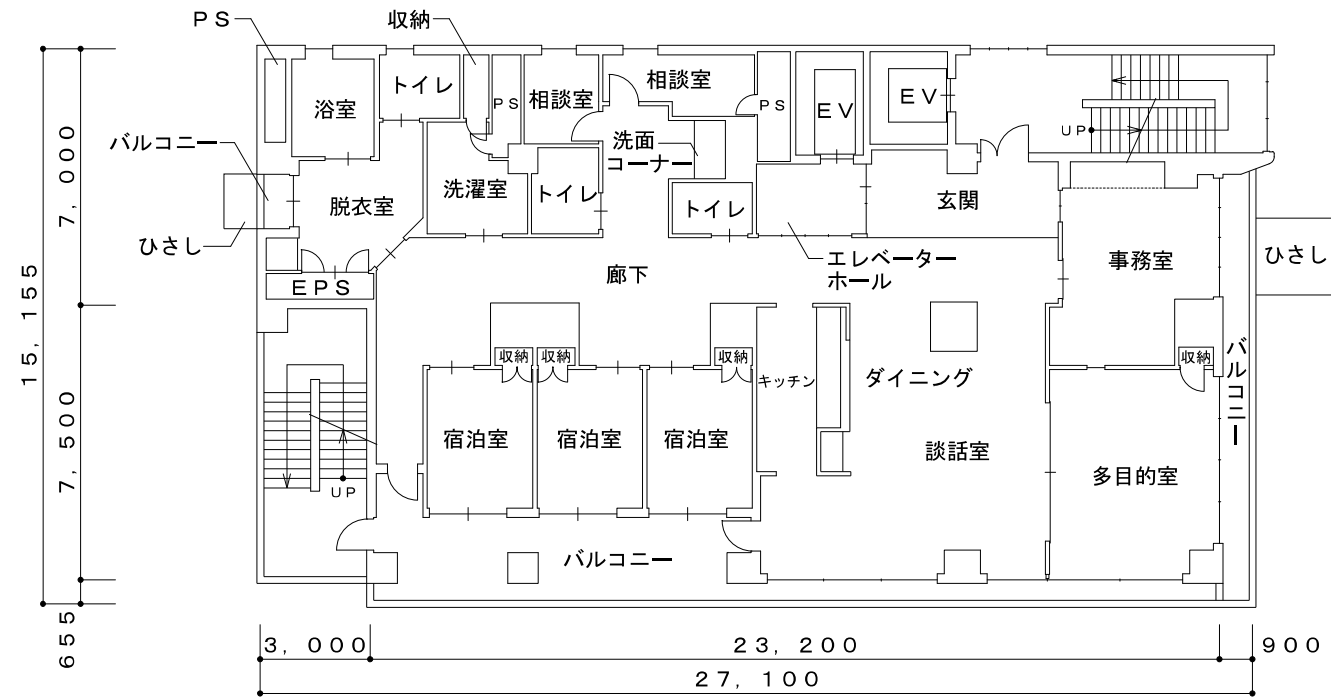 PS
収納
トイレ
浴室
PS
相談室
相談室
PS
EV
EV
UP
バルコニー
洗面
コーナー
脱衣室
洗濯室
トイレ
トイレ
玄関
ひさし
エレベーター
ホール
廊下
事務室
ひさし
EPS
収納
収納
収納
収納
キッチン
ダイニング
バルコニー
宿泊室
宿泊室
宿泊室
談話室
多目的室
UP
バルコニー
7,000
15,155
7,500
655
3,000
23,200
900
27,100